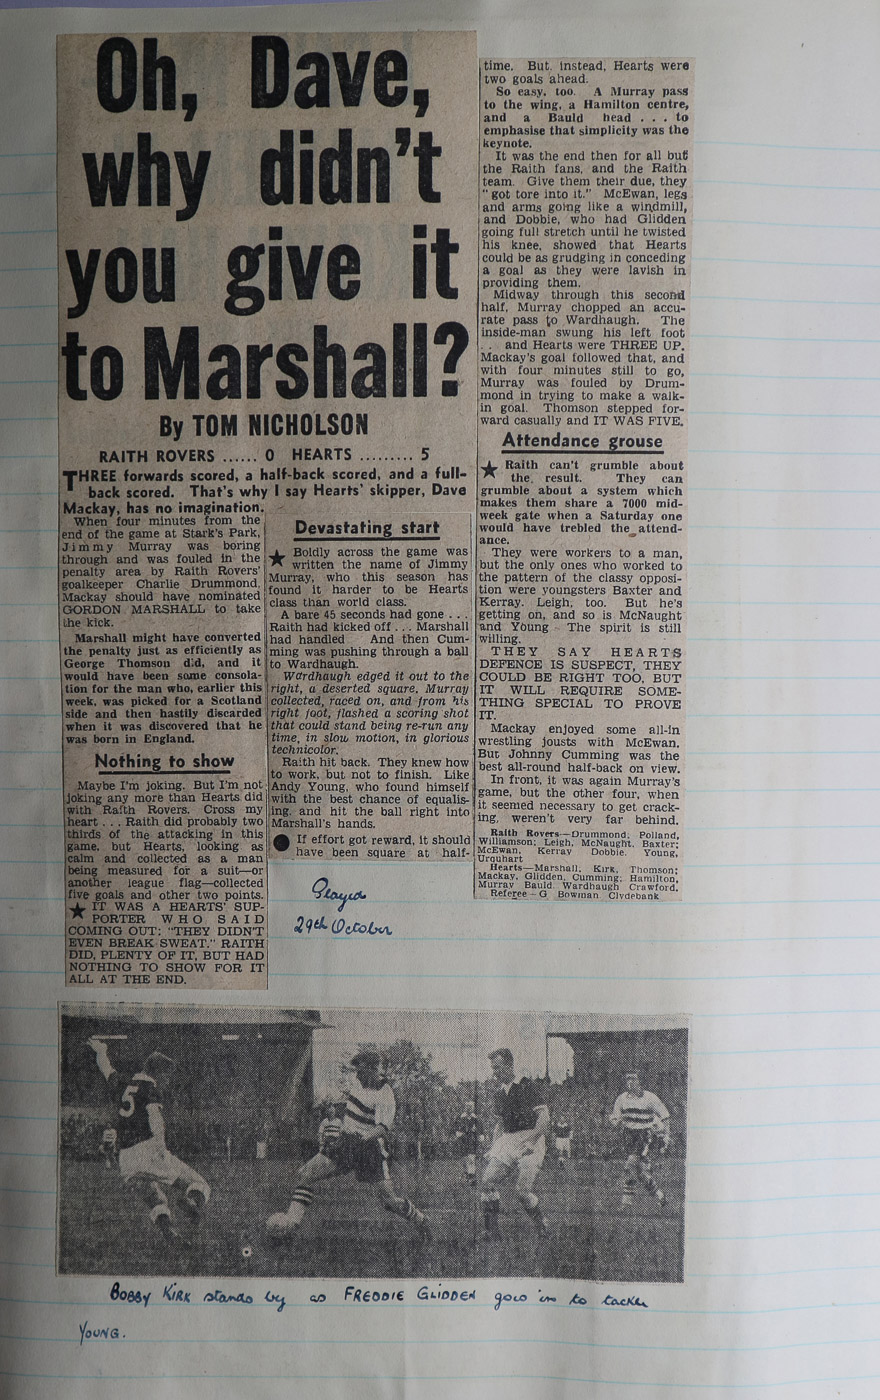 Oh, Dave,
why didn't
you give it
to Marshall?
By TOM NICHOLSON
RAITH ROVERS ...... 0 HEARTS ......... 5
THREE forwards scored, a half-back scored, and a full-
back scored. That's why I say Hearts' skipper, Dave
Mackay, has no imagination.
When four minutes from the
end of the game at Stark's Park,
Jimmy Murray was boring
through and was fouled in the
penalty area by Raith Rovers'
goalkeeper Charlie Drummond,
Mackay should have nominated
GORDON MARSHALL to take
the kick.
Marshall might have converted
the penalty just as efficiently as
George Thomson did, and it
would have been some consola-
tion for the man who, earlier this
week, was picked for a Scotland
side and then hastily discarded
when it was discovered that he
was born in England.
Nothing to show
Maybe I'm joking. But I'm not
joking any more than Hearts did
with Raith Rovers. Cross my
heart . . . Raith did probably two
thirds of the attacking in this
game, but Hearts, looking as
calm and collected as a man
being measured for a suit—or
another league flag—collected
five goals and other two points.
★ IT WAS A HEARTS' SUP-
PORTER WHO SAID
COMING OUT: "THEY DIDN'T
EVEN BREAK SWEAT." RAITH
DID, PLENTY OF IT, BUT HAD
NOTHING TO SHOW FOR IT
ALL AT THE END.
Devastating start
★ Boldly across the game was
written the name of Jimmy
Murray, who this season has
found it harder to be Hearts
class than world class.
A bare 45 seconds had gone . . .
Raith had kicked off . . . Marshall
had handled And then Cum-
ming was pushing through a ball
to Wardhaugh.
Wardhaugh edged it out to the
right, a deserted square, Murray
collected, raced on, and from his
right foot, flashed a scoring shot
that could stand being re-run any
time, in slow motion, in glorious
technicolor.
Raith hit back. They knew how
to work, but not to finish. Like
Andy Young, who found himself
with the best chance of equalis-
ing, and hit the ball right into
Marshall's hands.
● If effort got reward, it should
have been square at half-
time. But, instead, Hearts were
two goals ahead.
So easy, too. A Murray pass
to the wing, a Hamilton centre,
and a Bauld head . . . to
emphasise that simplicity was the
keynote.
It was the end then for all but
the Raith fans, and the Raith
team. Give them their due, they
"got tore into it." McEwan, legs
and arms going like a windmill,
and Dobbie, who had Glidden
going full stretch until he twisted
his knee, showed that Hearts
could be as grudging in conceding
a goal as they were lavish in
providing them.
Midway through this second
half, Murray chopped an accu-
rate pass to Wardhaugh. The
inside-man swung his left foot
. . and Hearts were THREE UP.
Mackay's goal followed that, and
with four minutes still to go,
Murray was fouled by Drum-
mond in trying to make a walk-
in goal. Thomson stepped for-
ward casually and IT WAS FIVE.
Attendance grouse
★ Raith can't grumble about
the result. They can
grumble about a system which
makes them share a 7000 mid-
week gate when a Saturday one
would have trebled the attend-
ance.
They were workers to a man,
but the only ones who worked to
the pattern of the classy opposi-
tion were youngsters Baxter and
Kerray. Leigh, too. But he's
getting on, and so is McNaught
and Young The spirit is still
willing.
THEY SAY HEARTS
DEFENCE IS SUSPECT, THEY
COULD BE RIGHT TOO, BUT
IT WILL REQUIRE SOME-
THING SPECIAL TO PROVE
IT.
Mackay enjoyed some all-in
wrestling jousts with McEwan.
But Johnny Cumming was the
best all-round half-back on view.
In front, it was again Murray's
game, but the other four, when
it seemed necessary to get crack-
ing, weren't very far behind.
Raith Rovers—Drummond; Polland,
Williamson; Leigh, McNaught, Baxter;
McEwan, Kerray Dobbie, Young,
Urquhart
Hearts—Marshall; Kirk, Thomson;
Mackay, Glidden, Cumming; Hamilton,
Murray Bauld Wardhaugh Crawford.
Referee—G Bowman Clydebank
Played
29th October
5
BOBBY KIRK stands by as FREDDIE GLIDDEN goes in to tackle
YOUNG.